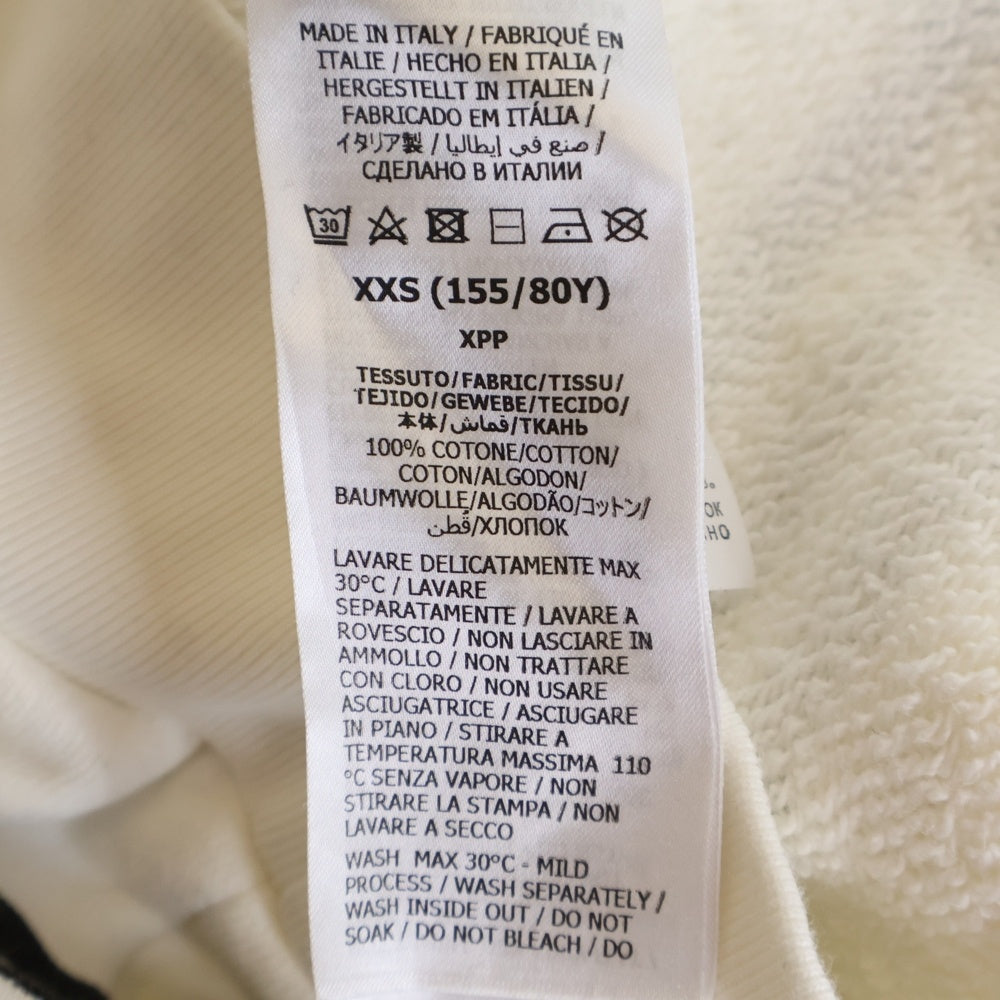 MADE IN ITALY / FABRIQUÉ EN
ITALIE / HECHO EN ITALIA /
HERGESTELLT IN ITALIEN /
FABRICADO EM ITÁLIA /
イタリア製 / صنع في إيطاليا /
СДЕЛАНО В ИТАЛИИ
30
XXS (155/80Y)
XPP
TESSUTO/FABRIC/TISSU/
TEJIDO/GEWEBE/TECIDO/
本体/قماش/ТКАНЬ
100% COTONE/COTTON/
COTON/ALGODON/
BAUMWOLLE/ALGODÃO/コットン/
قُطن/ХЛОПОК
LAVARE DELICATAMENTE MAX
30°C / LAVARE
SEPARATAMENTE / LAVARE A
ROVESCIO / NON LASCIARE IN
AMMOLLO / NON TRATTARE
CON CLORO / NON USARE
ASCIUGATRICE / ASCIUGARE
IN PIANO / STIRARE A
TEMPERATURA MASSIMA 110
°C SENZA VAPORE / NON
STIRARE LA STAMPA / NON
LAVARE A SECCO
WASH MAX 30°C - MILD
PROCESS / WASH SEPARATELY /
WASH INSIDE OUT / DO NOT
SOAK / DO NOT BLEACH / DO